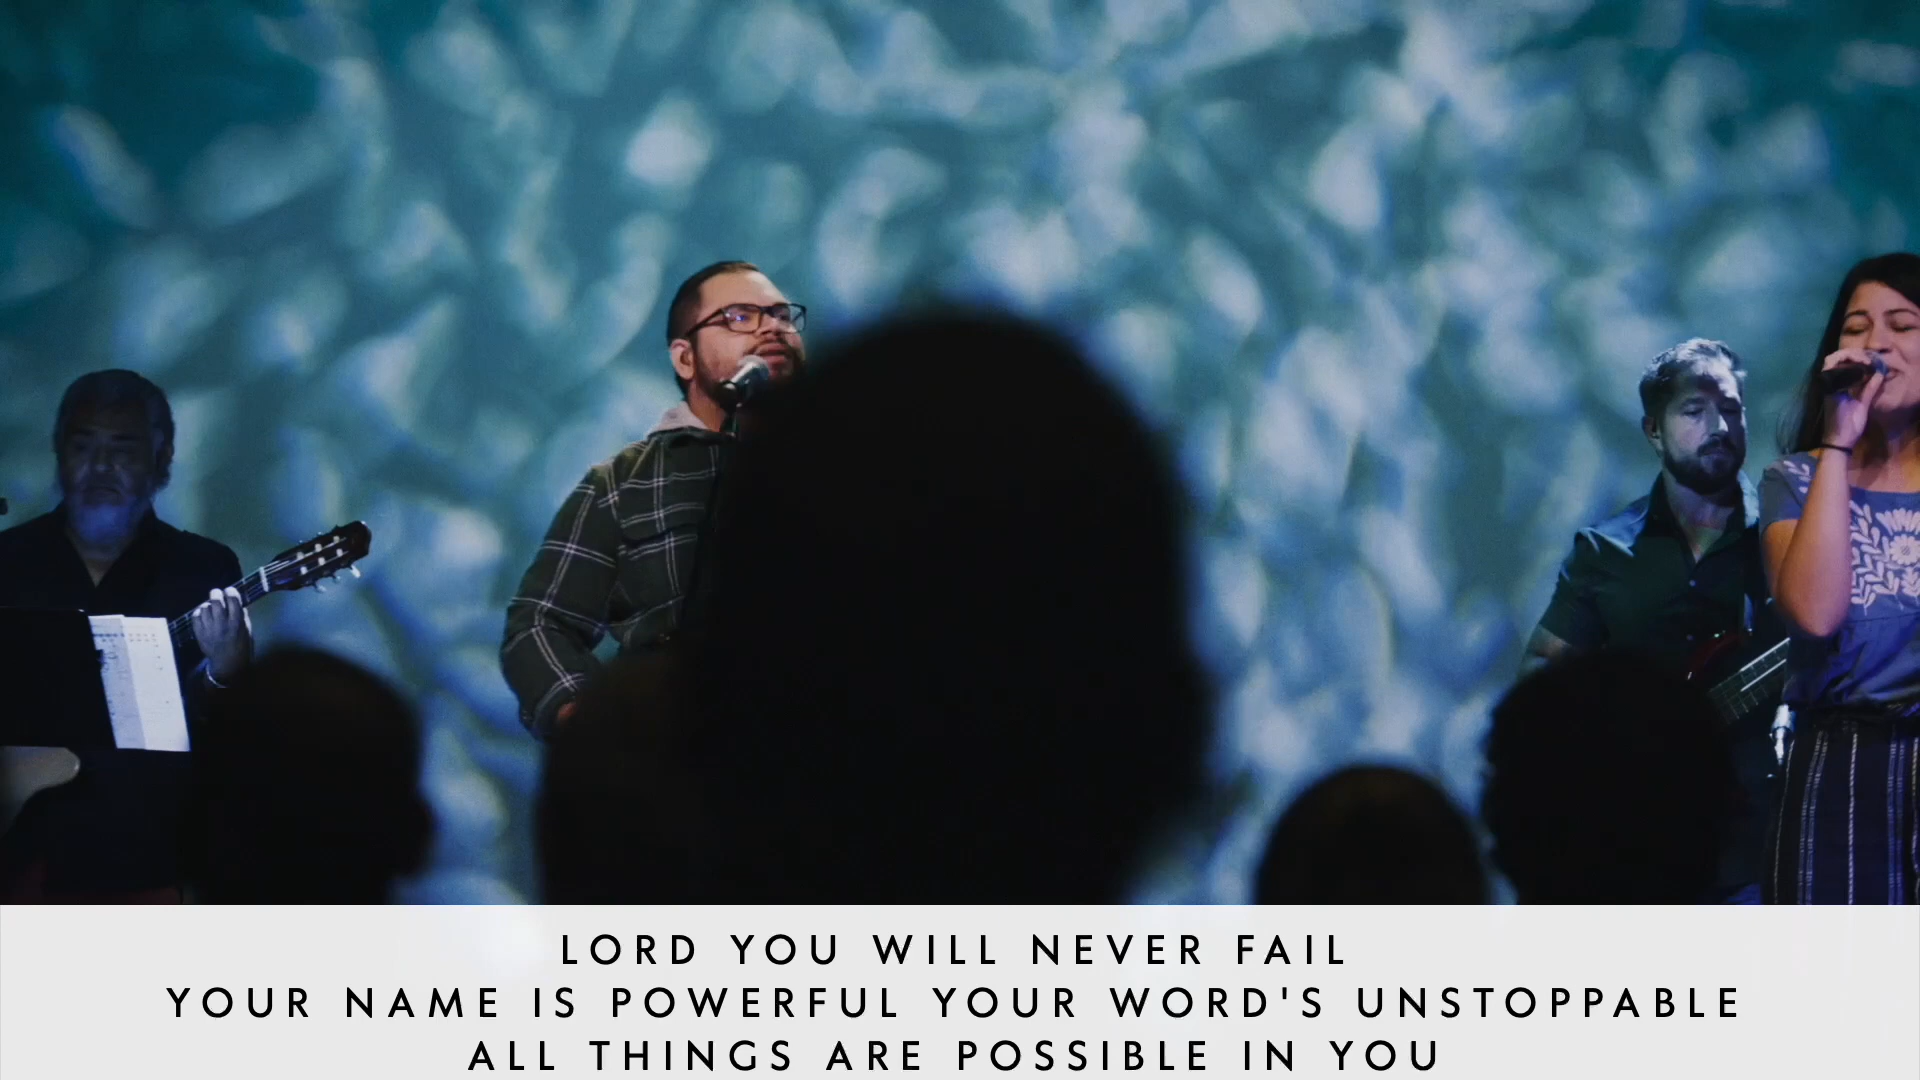 LORD YOU WILL NEVER FAIL
YOUR NAME IS POWERFUL YOUR WORD'S UNSTOPPABLE
ALL THINGS ARE POSSIBLE IN YOU